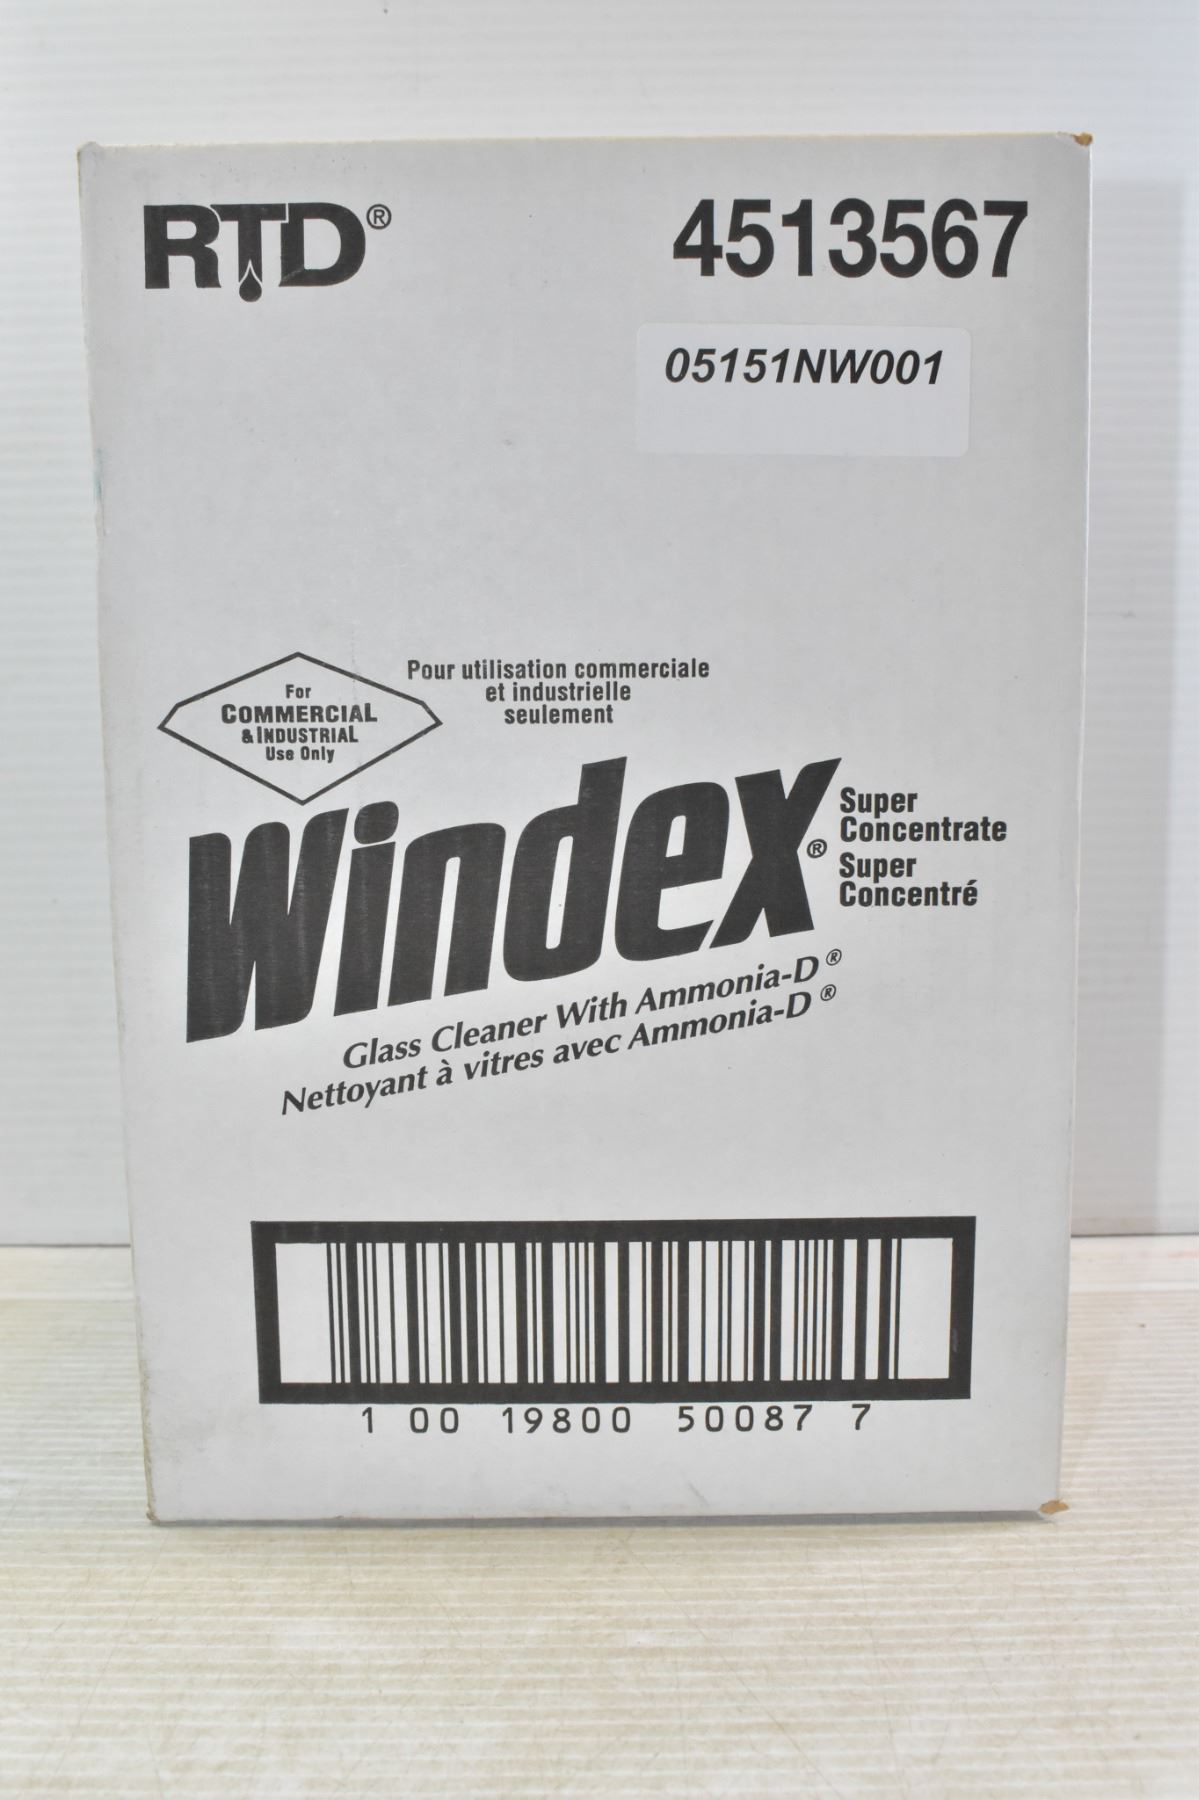 RTD®
4513567
05151NW001
For
COMMERCIAL
& INDUSTRIAL
Use Only
Pour utilisation commerciale
et industrielle
seulement
Windex®
Super
Concentrate
Super
Concentré
Glass Cleaner With Ammonia-D®
Nettoyant à vitres avec Ammonia-D®
1 00 19800 50087 7